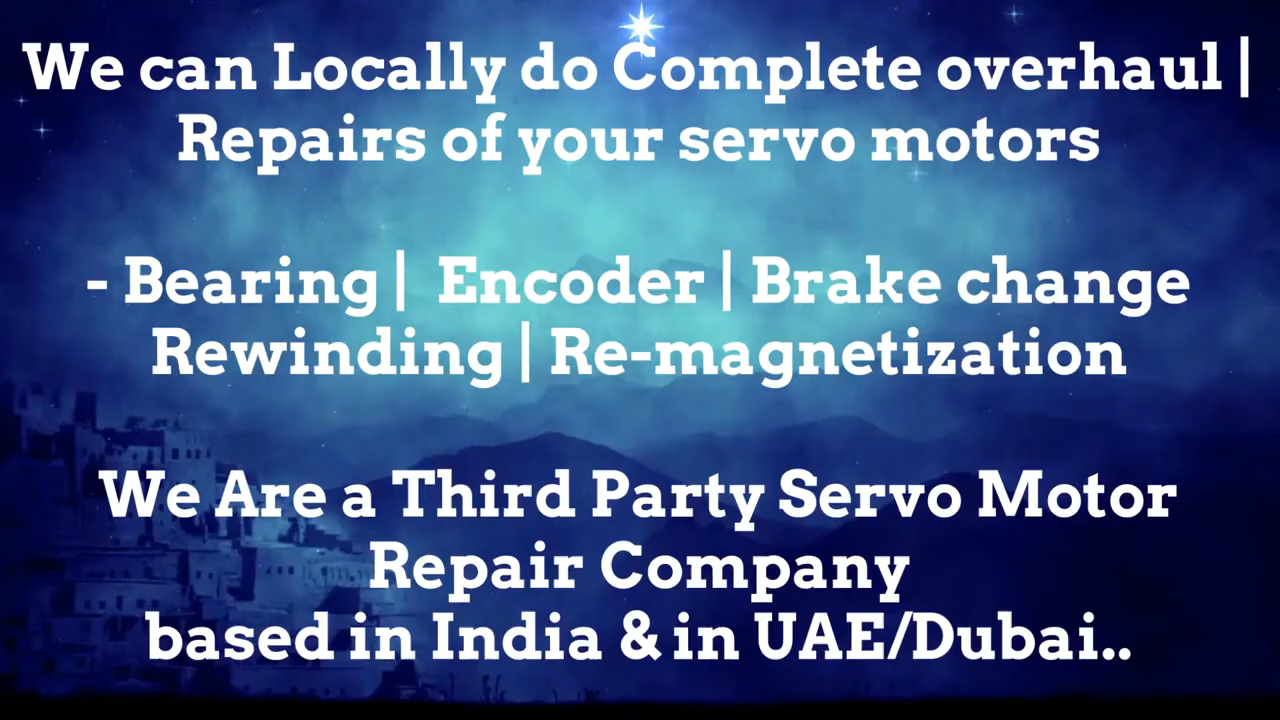 We can Locally do Complete overhaul |
Repairs of your servo motors
- Bearing | Encoder | Brake change
Rewinding | Re-magnetization
We Are a Third Party Servo Motor
Repair Company
based in India & in UAE/Dubai..